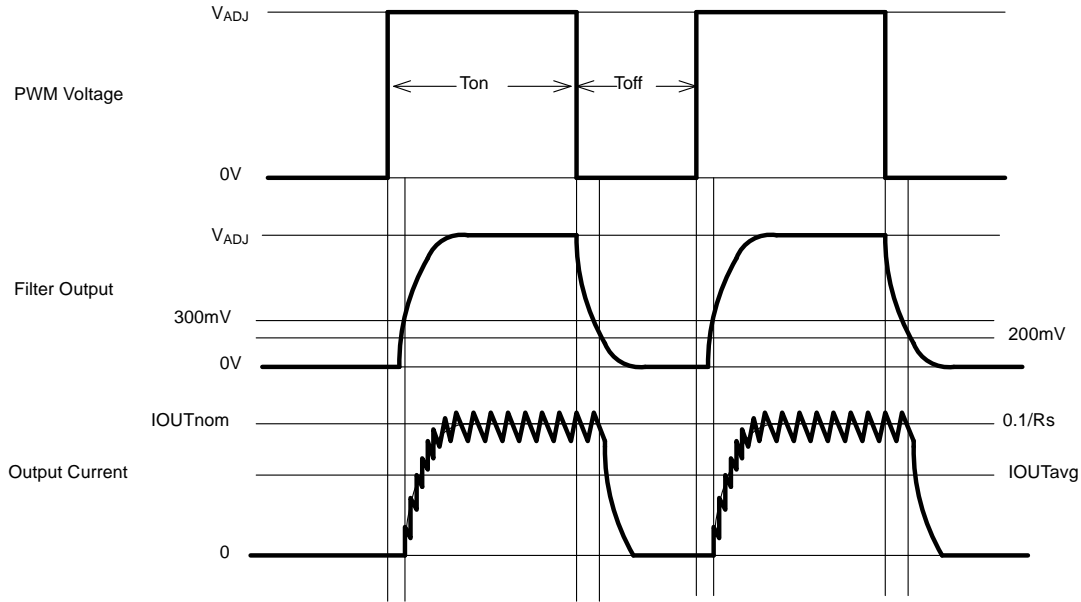 VADJ
PWM Voltage
Ton
Toff
0V
VADJ
Filter Output
300mV
200mV
0V
IOUTnom
0.1/Rs
Output Current
IOUTavg
0